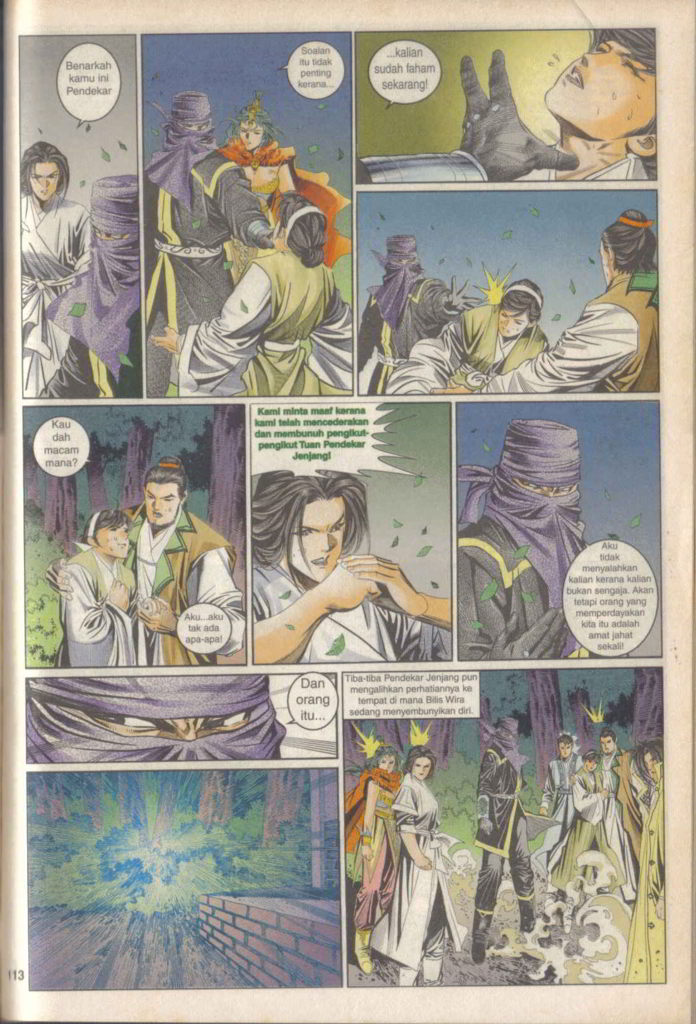 Benarkah
kamu ini
Pendekar
Soalan
itu tidak
penting
kerana...
...kalian
sudah faham
sekarang!
Kau
dah
macam
mana?
Aku...aku
tak ada
apa-apa!
Kami minta maaf kerana
kami telah mencederakan
dan membunuh pengikut-
pengikut Tuan Pendekar
Jenjang!
Aku
tidak
menyalahkan
kalian kerana kalian
bukan sengaja. Akan
tetapi orang yang
memperdayakan
kita itu adalah
amat jahat
sekali!
Dan
orang
itu...
Tiba-tiba Pendekar Jenjang pun
mengalihkan perhatiannya ke
tempat di mana Bilis Wira
sedang menyembunyikan diri.
113